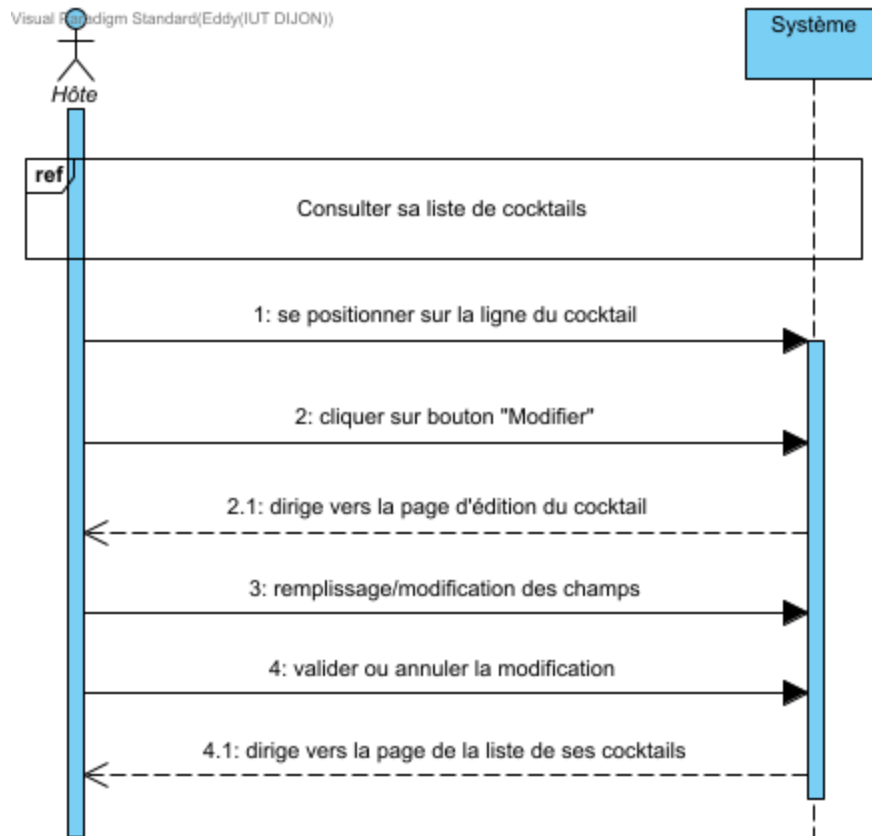 Visual Paradigm Standard(Eddy(IUT DIJON))
Système
Hôte
ref
Consulter sa liste de cocktails
1: se positionner sur la ligne du cocktail
2: cliquer sur bouton "Modifier"
2.1: dirige vers la page d'édition du cocktail
3: remplissage/modification des champs
4: valider ou annuler la modification
4.1: dirige vers la page de la liste de ses cocktails